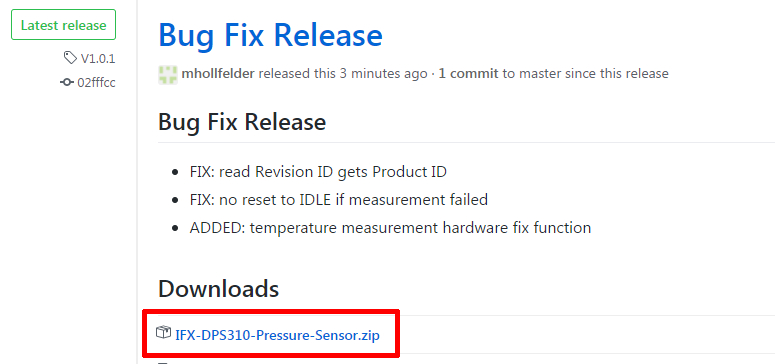 Latest release
V1.0.1
02fffcc
Bug Fix Release
mhollfelder released this 3 minutes ago · 1 commit to master since this release
Bug Fix Release
• FIX: read Revision ID gets Product ID
• FIX: no reset to IDLE if measurement failed
• ADDED: temperature measurement hardware fix function
Downloads
IFX-DPS310-Pressure-Sensor.zip